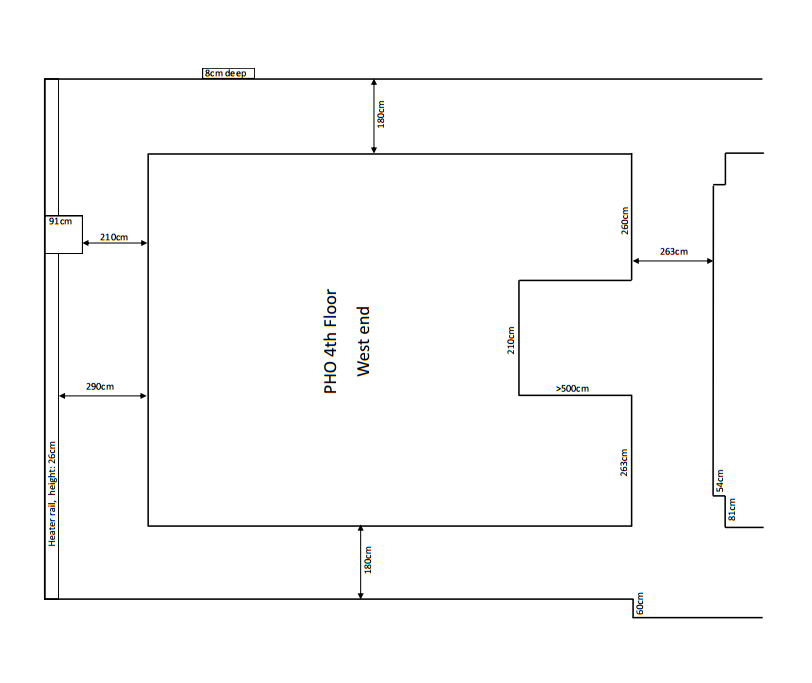 8cm deep
180cm
91cm
210cm
260cm
263cm
PHO 4th Floor
West end
210cm
290cm
>500cm
263cm
Heater rail, height: 26cm
54cm
81cm
180cm
60cm